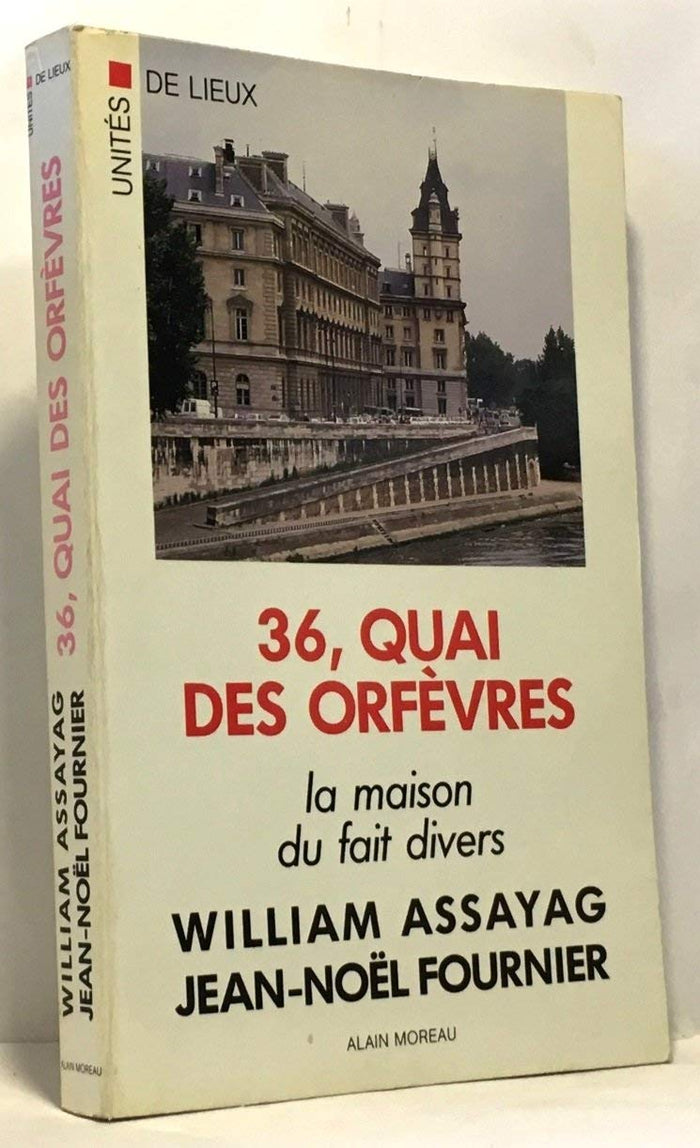 UNITÉS DE LIEUX
36, QUAI DES ORFÈVRES
WILLIAM ASSAYAG
JEAN-NOËL FOURNIER
ALAIN MOREAU
UNITÉS DE LIEUX
36, QUAI
DES ORFÈVRES
la maison
du fait divers
WILLIAM ASSAYAG
JEAN-NOËL FOURNIER
ALAIN MOREAU